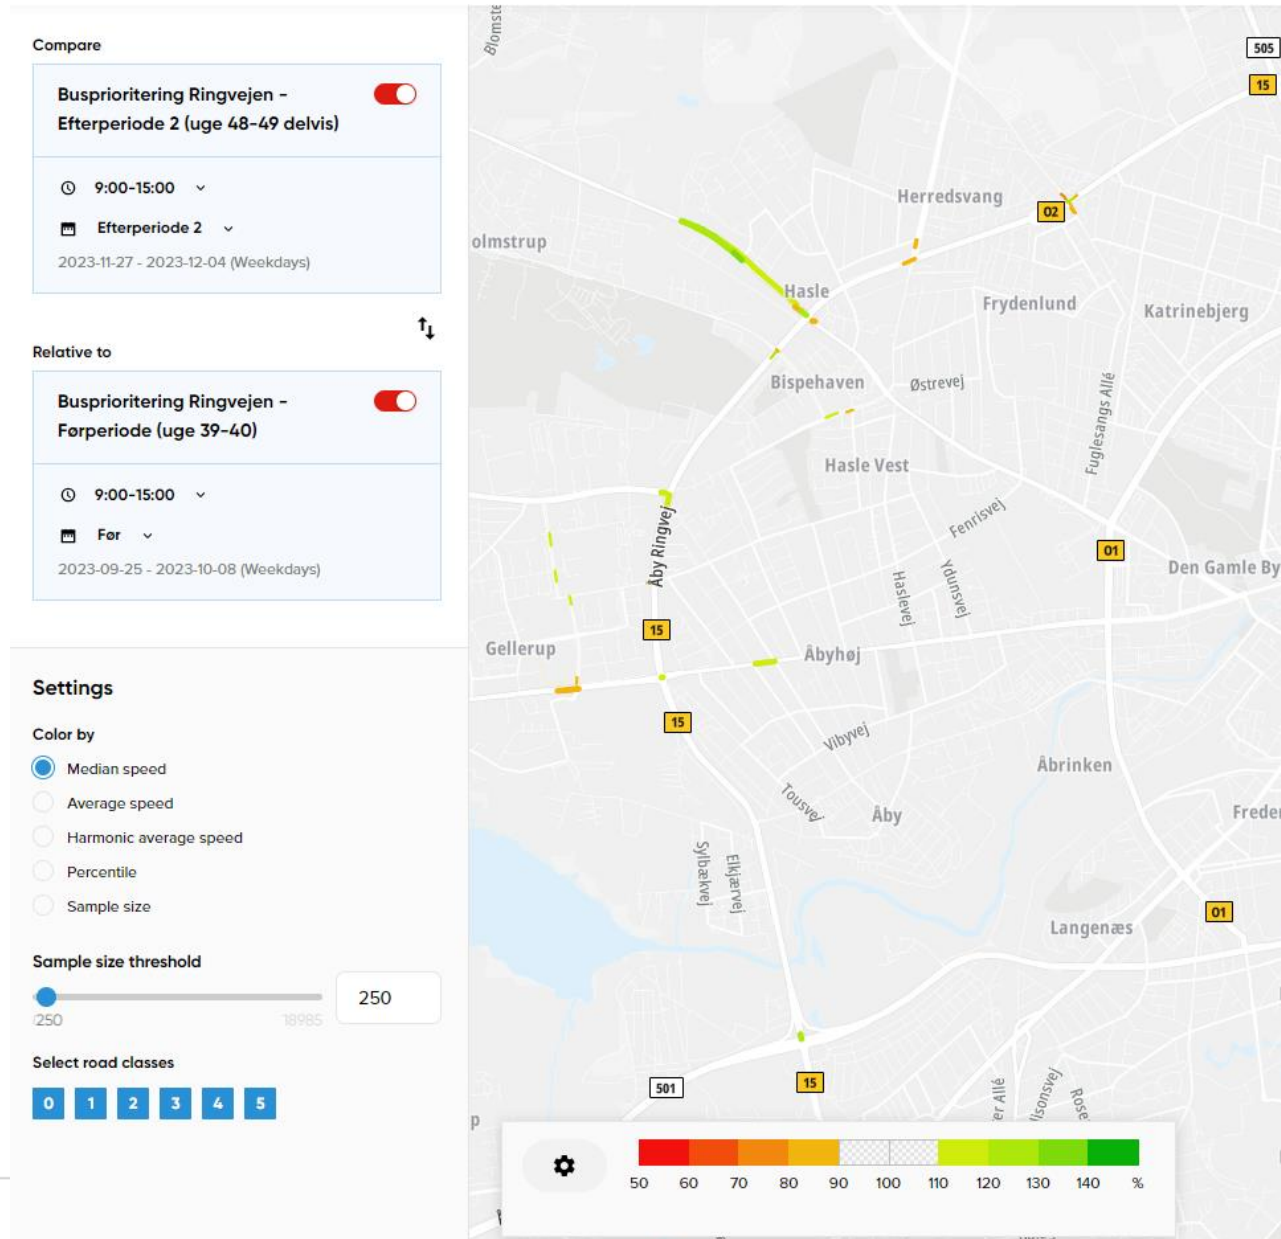 Compare
Busprioritering Ringvejen -
Efterperiode 2 (uge 48-49 delvis)
9:00-15:00
Efterperiode 2
2023-11-27 - 2023-12-04 (Weekdays)
Relative to
Busprioritering Ringvejen -
Førperiode (uge 39-40)
9:00-15:00
Før
2023-09-25 - 2023-10-08 (Weekdays)
Settings
Color by
Median speed
Average speed
Harmonic average speed
Percentile
Sample size
Sample size threshold
250
250
18985
Select road classes
0 1 2 3 4 5
Blomste
505
15
Herredsvang
02
olmstrup
Hasle
Frydenlund
Katrinebjerg
Bispehaven
Østrevej
Fuglesangs Allé
Hasle Vest
Fenrisvej
Åby Ringvej
01
Den Gamle By
Haslevej
Ydunsvej
15
Gellerup
Åbyhøj
15
Vibyvej
Åbrinken
Tousvej
Åby
Freder
Sylbækvej
Elkjærvej
01
Langenæs
501
15
er Allé
lisonsvej
Rose
p
50 60 70 80 90 100 110 120 130 140 %